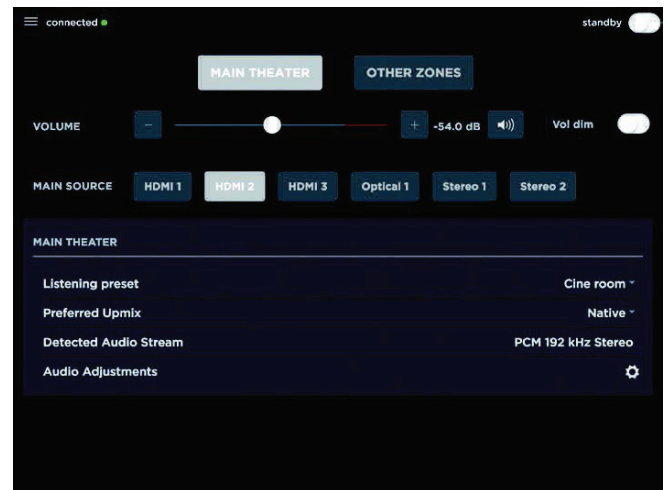 connected standby
MAIN THEATER OTHER ZONES
VOLUME - + -54.0 dB Vol dim
MAIN SOURCE HDMI 1 HDMI 2 HDMI 3 Optical 1 Stereo 1 Stereo 2
MAIN THEATER
Listening preset Cine room
Preferred Upmix Native
Detected Audio Stream PCM 192 kHz Stereo
Audio Adjustments